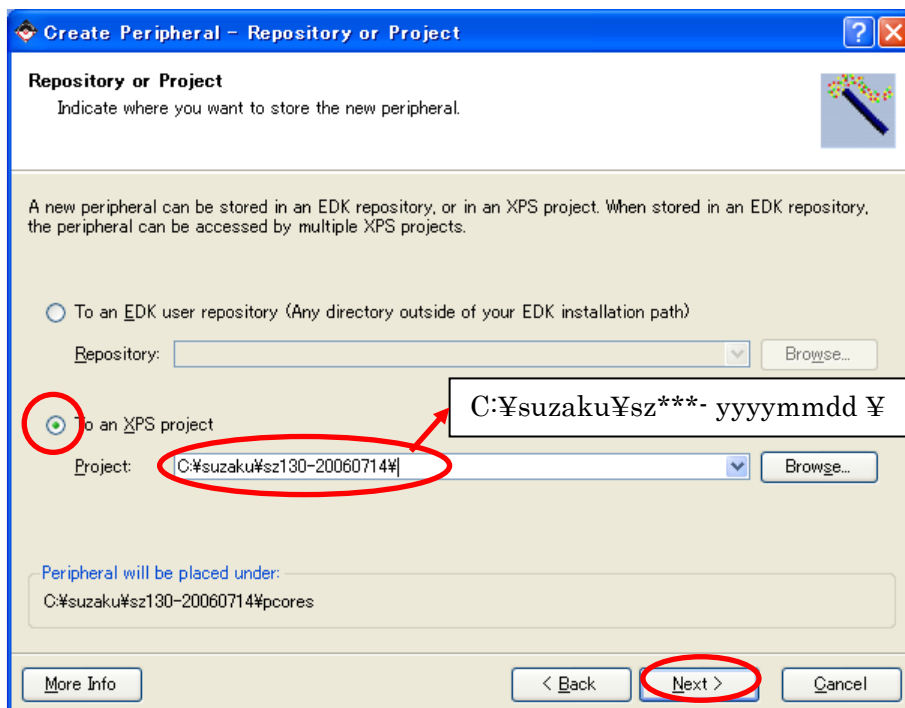 Create Peripheral - Repository or Project
Repository or Project
Indicate where you want to store the new peripheral.
A new peripheral can be stored in an EDK repository, or in an XPS project. When stored in an EDK repository,
the peripheral can be accessed by multiple XPS projects.
To an EDK user repository (Any directory outside of your EDK installation path)
Repository:
Browse...
C:¥suzaku¥sz***- yyyymmdd ¥
To an XPS project
Project:
C:¥suzaku¥sz130-20060714¥
Browse...
Peripheral will be placed under:
C:¥suzaku¥sz130-20060714¥pcores
More Info
< Back
Next >
Cancel